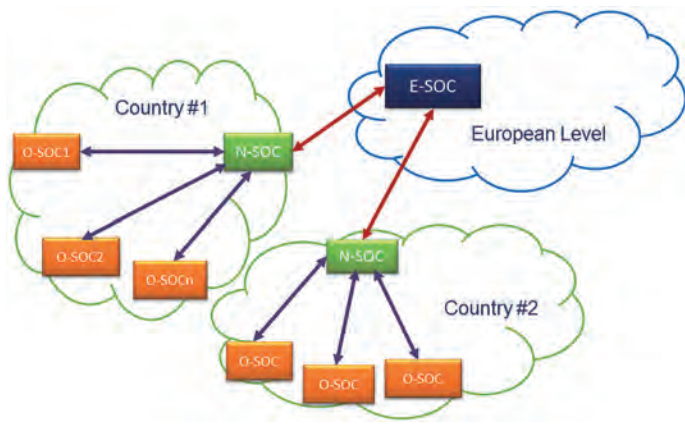 E-SOC
Country #1
European Level
O-SOC1
N-SOC
O-SOC2
O-SOCn
N-SOC
Country #2
O-SOC
O-SOC
O-SOC